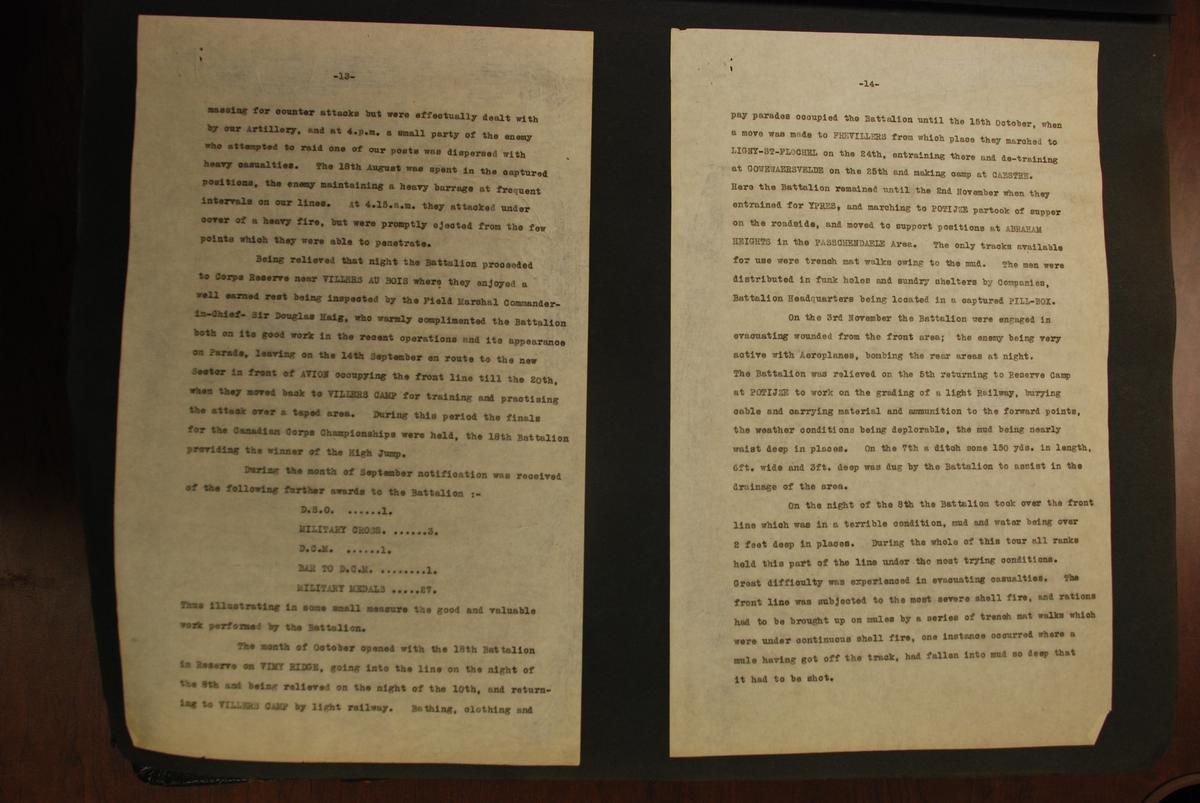 -13-
massing for counter attacks but were effectually dealt with
by our Artillery, and at 4.p.m. a small party of the enemy
who attempted to raid one of our posts was dispersed with
heavy casualties. The 18th August was spent in the captured
positions, the enemy maintaining a heavy barrage at frequent
intervals on our lines. At 4.15.a.m. they attacked under
cover of a heavy fire, but were promptly ejected from the few
points which they were able to penetrate.
Being relieved that night the Battalion proceeded
to Corps Reserve near VILLERS AU BOIS where they enjoyed a
well earned rest being inspected by the Field Marshal Commander-
in-Chief- Sir Douglas Haig, who warmly complimented the Battalion
both on its good work in the recent operations and its appearance
on Parade, leaving on the 14th September en route to the new
Sector in front of AVION occupying the front line till the 20th,
when they moved back to VILLERS CAMP for training and practising
the attack over a taped area. During this period the finals
for the Canadian Corps Championships were held, the 18th Battalion
providing the winner of the High Jump.
During the month of September notification was received
of the following further awards to the Battalion :-
D.S.O. ......1.
MILITARY CROSS. ......3.
D.C.M. ......1.
BAR TO D.C.M. ........1.
MILITARY MEDALS .....27.
Thus illustrating in some small measure the good and valuable
work performed by the Battalion.
The month of October opened with the 18th Battalion
in Reserve on VIMY RIDGE, going into the line on the night of
the 8th and being relieved on the night of the 10th, and return-
ing to VILLERS CAMP by light railway. Bathing, clothing and
-14-
pay parades occupied the Battalion until the 15th October, when
a move was made to FREVILLERS from which place they marched to
LIGNY-ST-FLOCHEL on the 24th, entraining there and de-training
at GOWEWAERSVELDE on the 25th and making camp at CAESTRE.
Here the Battalion remained until the 2nd November when they
entrained for YPRES, and marching to POTIJZE partook of supper
on the roadside, and moved to support positions at ABRAHAM
HEIGHTS in the PASSCHENDAELE Area. The only tracks available
for use were trench mat walks owing to the mud. The men were
distributed in funk holes and sundry shelters by Companies,
Battalion Headquarters being located in a captured PILL-BOX.
On the 3rd November the Battalion were engaged in
evacuating wounded from the front area; the enemy being very
active with Aeroplanes, bombing the rear areas at night.
The Battalion was relieved on the 5th returning to Reserve Camp
at POTIJZE to work on the grading of a light Railway, burying
cable and carrying material and ammunition to the forward points,
the weather conditions being deplorable, the mud being nearly
waist deep in places. On the 7th a ditch some 150 yds. in length,
6ft. wide and 3ft. deep was dug by the Battalion to assist in the
drainage of the area.
On the night of the 8th the Battalion took over the front
line which was in a terrible condition, mud and water being over
2 feet deep in places. During the whole of this tour all ranks
held this part of the line under the most trying conditions.
Great difficulty was experienced in evacuating casualties. The
front line was subjected to the most severe shell fire, and rations
had to be brought up on mules by a series of trench mat walks which
were under continuous shell fire, one instance occurred where a
mule having got off the track, had fallen into mud so deep that
it had to be shot.